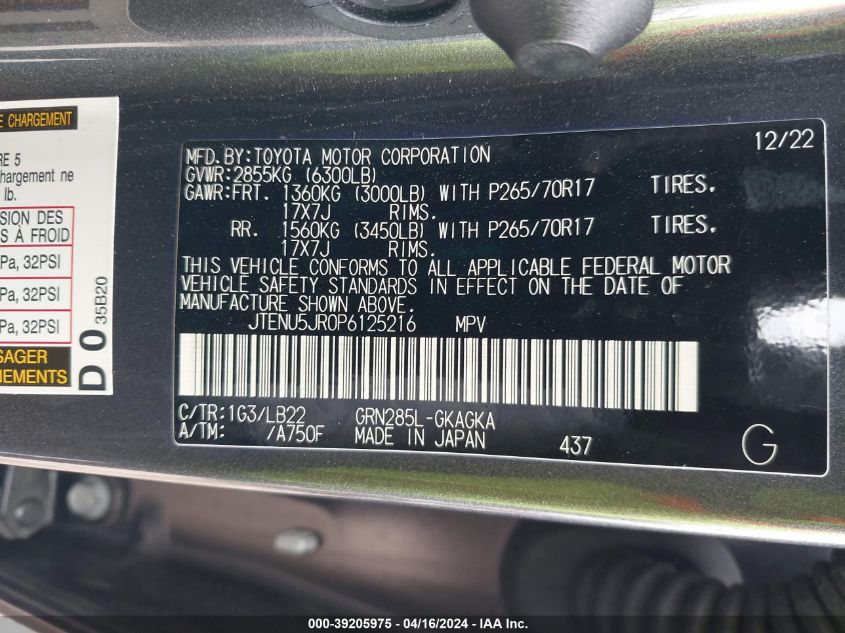 E CHARGEMENT
RE 5
chargement ne
lb.
SION DES
S À FROID
Pa, 32PSI
Pa, 32PSI
Pa, 32PSI
SAGER
NEMENTS
D 0 35B20
12/22
MFD.BY:TOYOTA MOTOR CORPORATION
GVWR:2855KG (6300LB)
GAWR:FRT. 1360KG (3000LB) WITH P265/70R17 TIRES.
17X7J RIMS.
RR. 1560KG (3450LB) WITH P265/70R17 TIRES.
17X7J RIMS.
THIS VEHICLE CONFORMS TO ALL APPLICABLE FEDERAL MOTOR
VEHICLE SAFETY STANDARDS IN EFFECT ON THE DATE OF
MANUFACTURE SHOWN ABOVE.
JTENU5JR0P6125216 MPV
C/TR:1G3/LB22 GRN285L-GKAGKA
A/TM: 7A750F MADE IN JAPAN 437
G
000-39205975 - 04/16/2024 - IAA Inc.